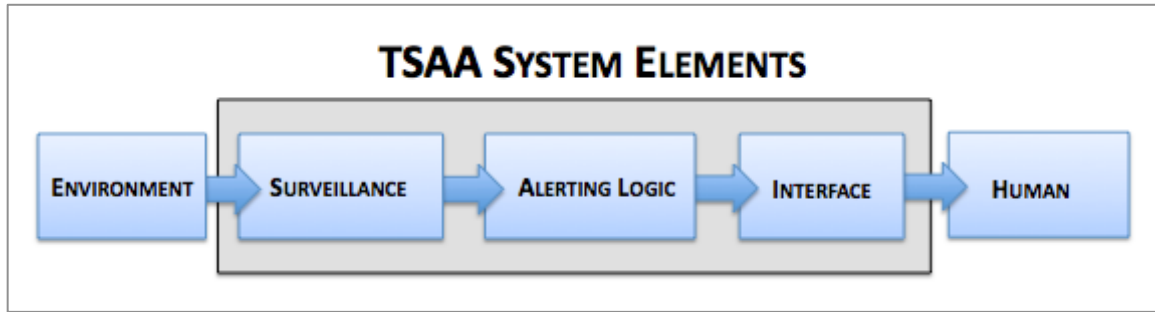 TSAA SYSTEM ELEMENTS
ENVIRONMENT
SURVEILLANCE
ALERTING LOGIC
INTERFACE
HUMAN